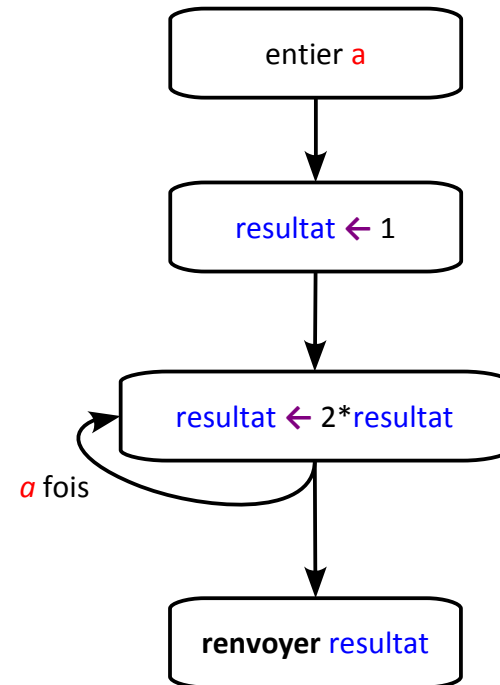 entier a
resultat ← 1
resultat ← 2*resultat
a fois
renvoyer resultat